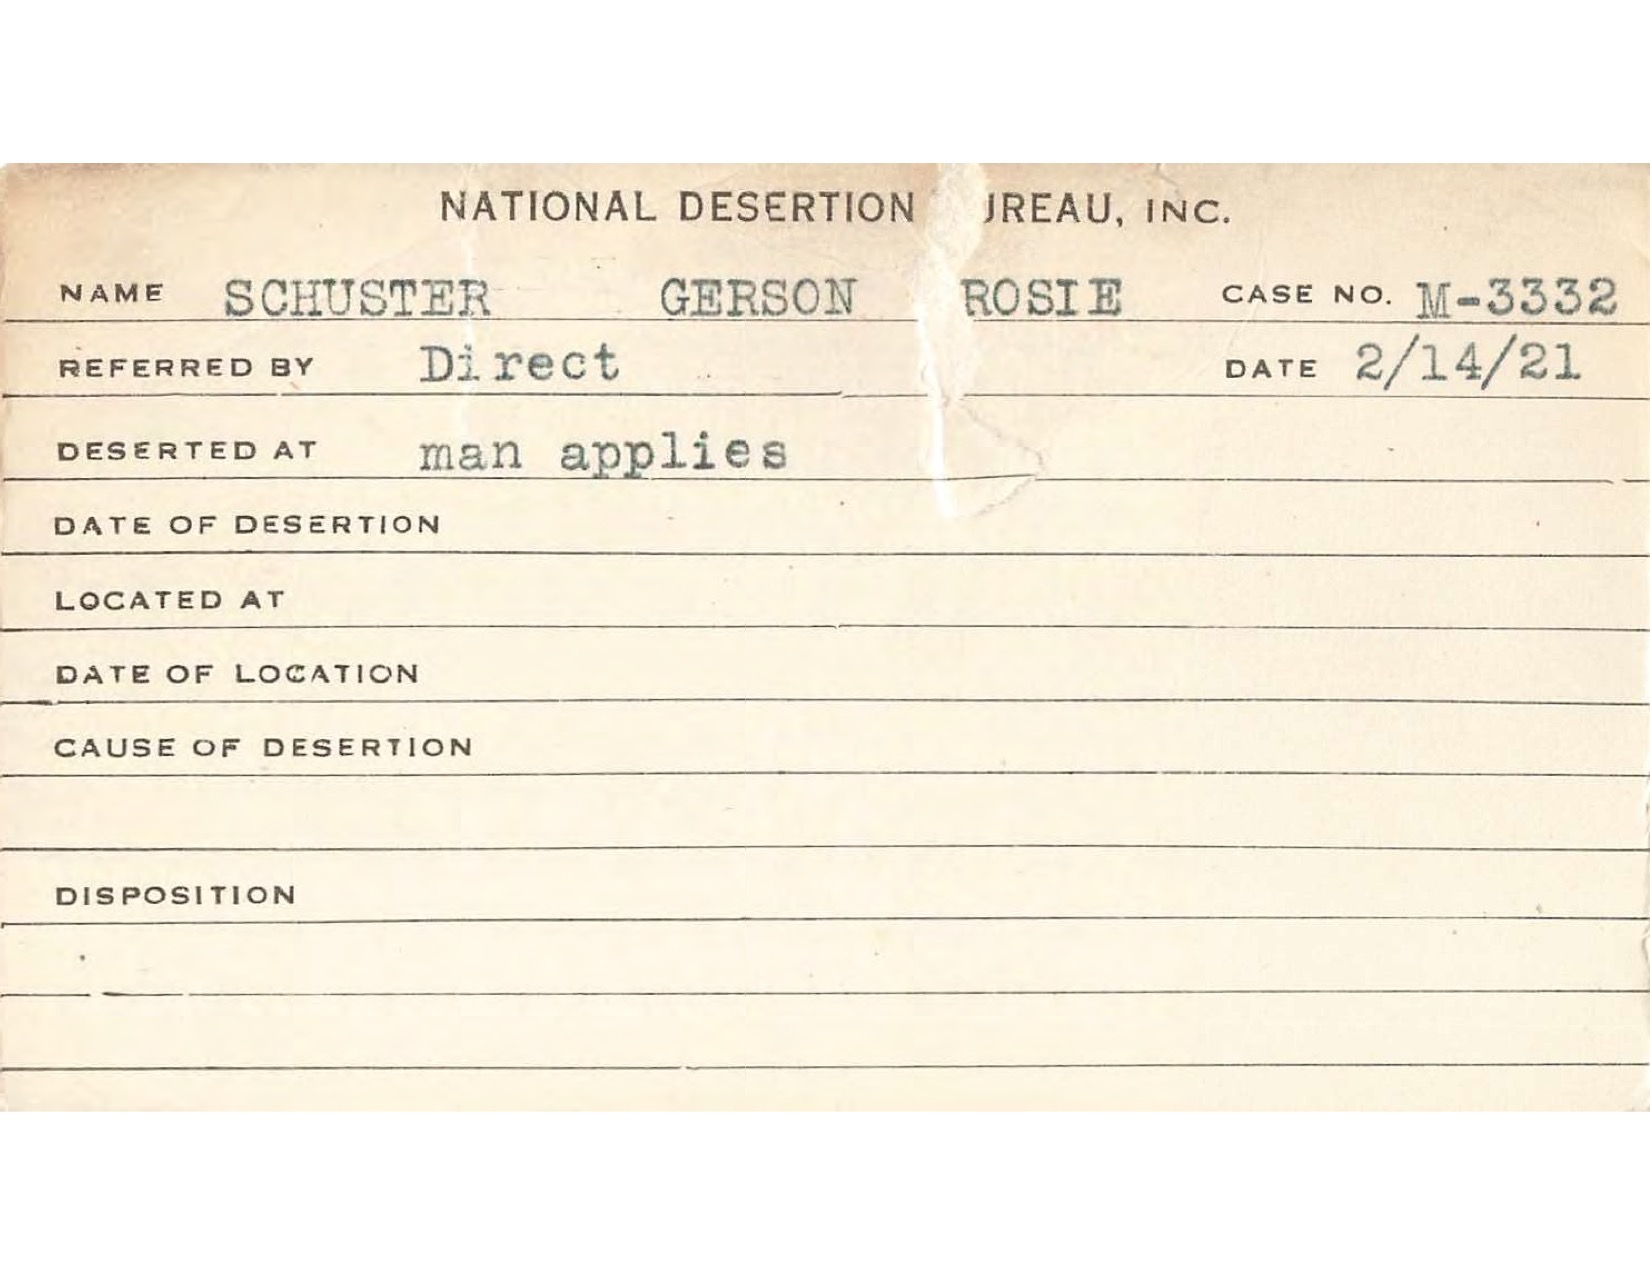 NATIONAL DESERTION UREAU, INC.
NAME SCHUSTER GERSON ROSIE CASE NO. M-3332
REFERRED BY Direct DATE 2/14/21
DESERTED AT man applies
DATE OF DESERTION
LOCATED AT
DATE OF LOCATION
CAUSE OF DESERTION
DISPOSITION